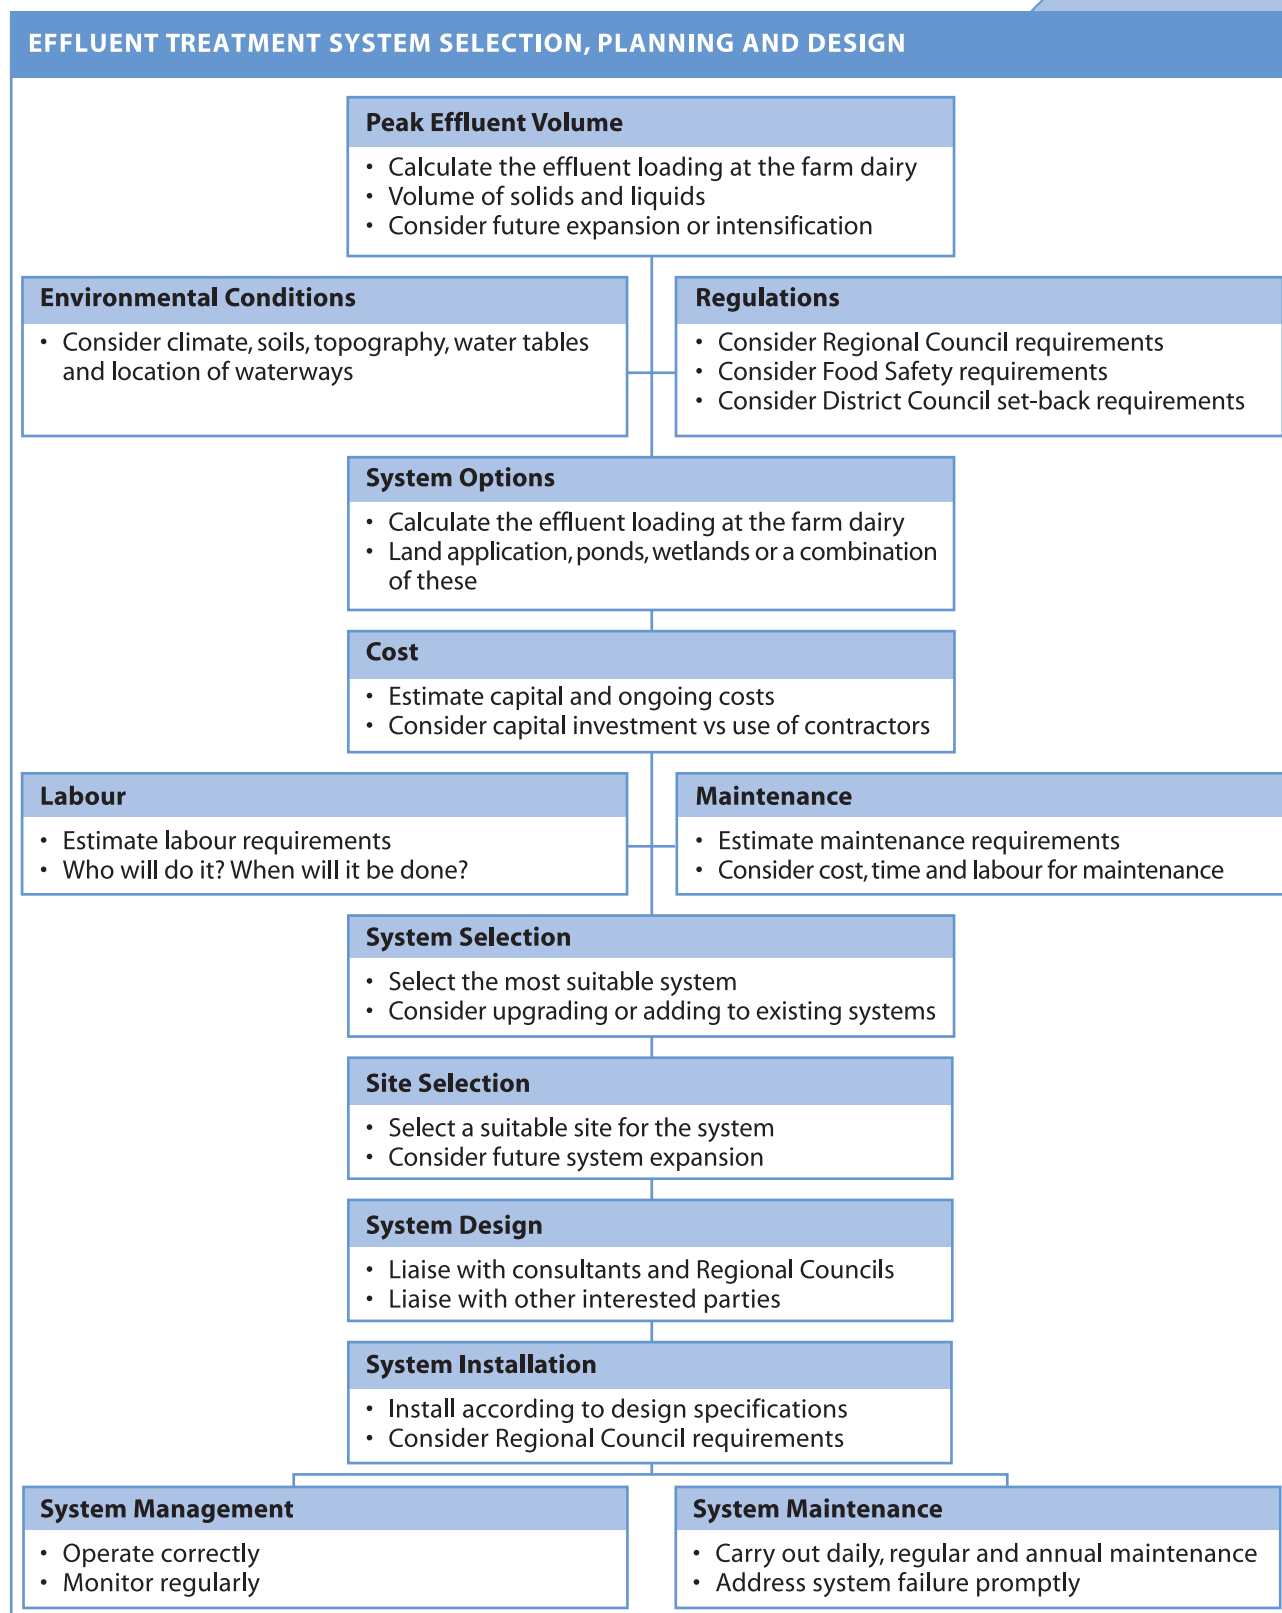 EFFLUENT TREATMENT SYSTEM SELECTION, PLANNING AND DESIGN
Peak Effluent Volume
• Calculate the effluent loading at the farm dairy
• Volume of solids and liquids
• Consider future expansion or intensification
Environmental Conditions
• Consider climate, soils, topography, water tables
and location of waterways
Regulations
• Consider Regional Council requirements
• Consider Food Safety requirements
• Consider District Council set-back requirements
System Options
• Calculate the effluent loading at the farm dairy
• Land application, ponds, wetlands or a combination
of these
Cost
• Estimate capital and ongoing costs
• Consider capital investment vs use of contractors
Labour
• Estimate labour requirements
• Who will do it? When will it be done?
Maintenance
• Estimate maintenance requirements
• Consider cost, time and labour for maintenance
System Selection
• Select the most suitable system
• Consider upgrading or adding to existing systems
Site Selection
• Select a suitable site for the system
• Consider future system expansion
System Design
• Liaise with consultants and Regional Councils
• Liaise with other interested parties
System Installation
• Install according to design specifications
• Consider Regional Council requirements
System Management
• Operate correctly
• Monitor regularly
System Maintenance
• Carry out daily, regular and annual maintenance
• Address system failure promptly